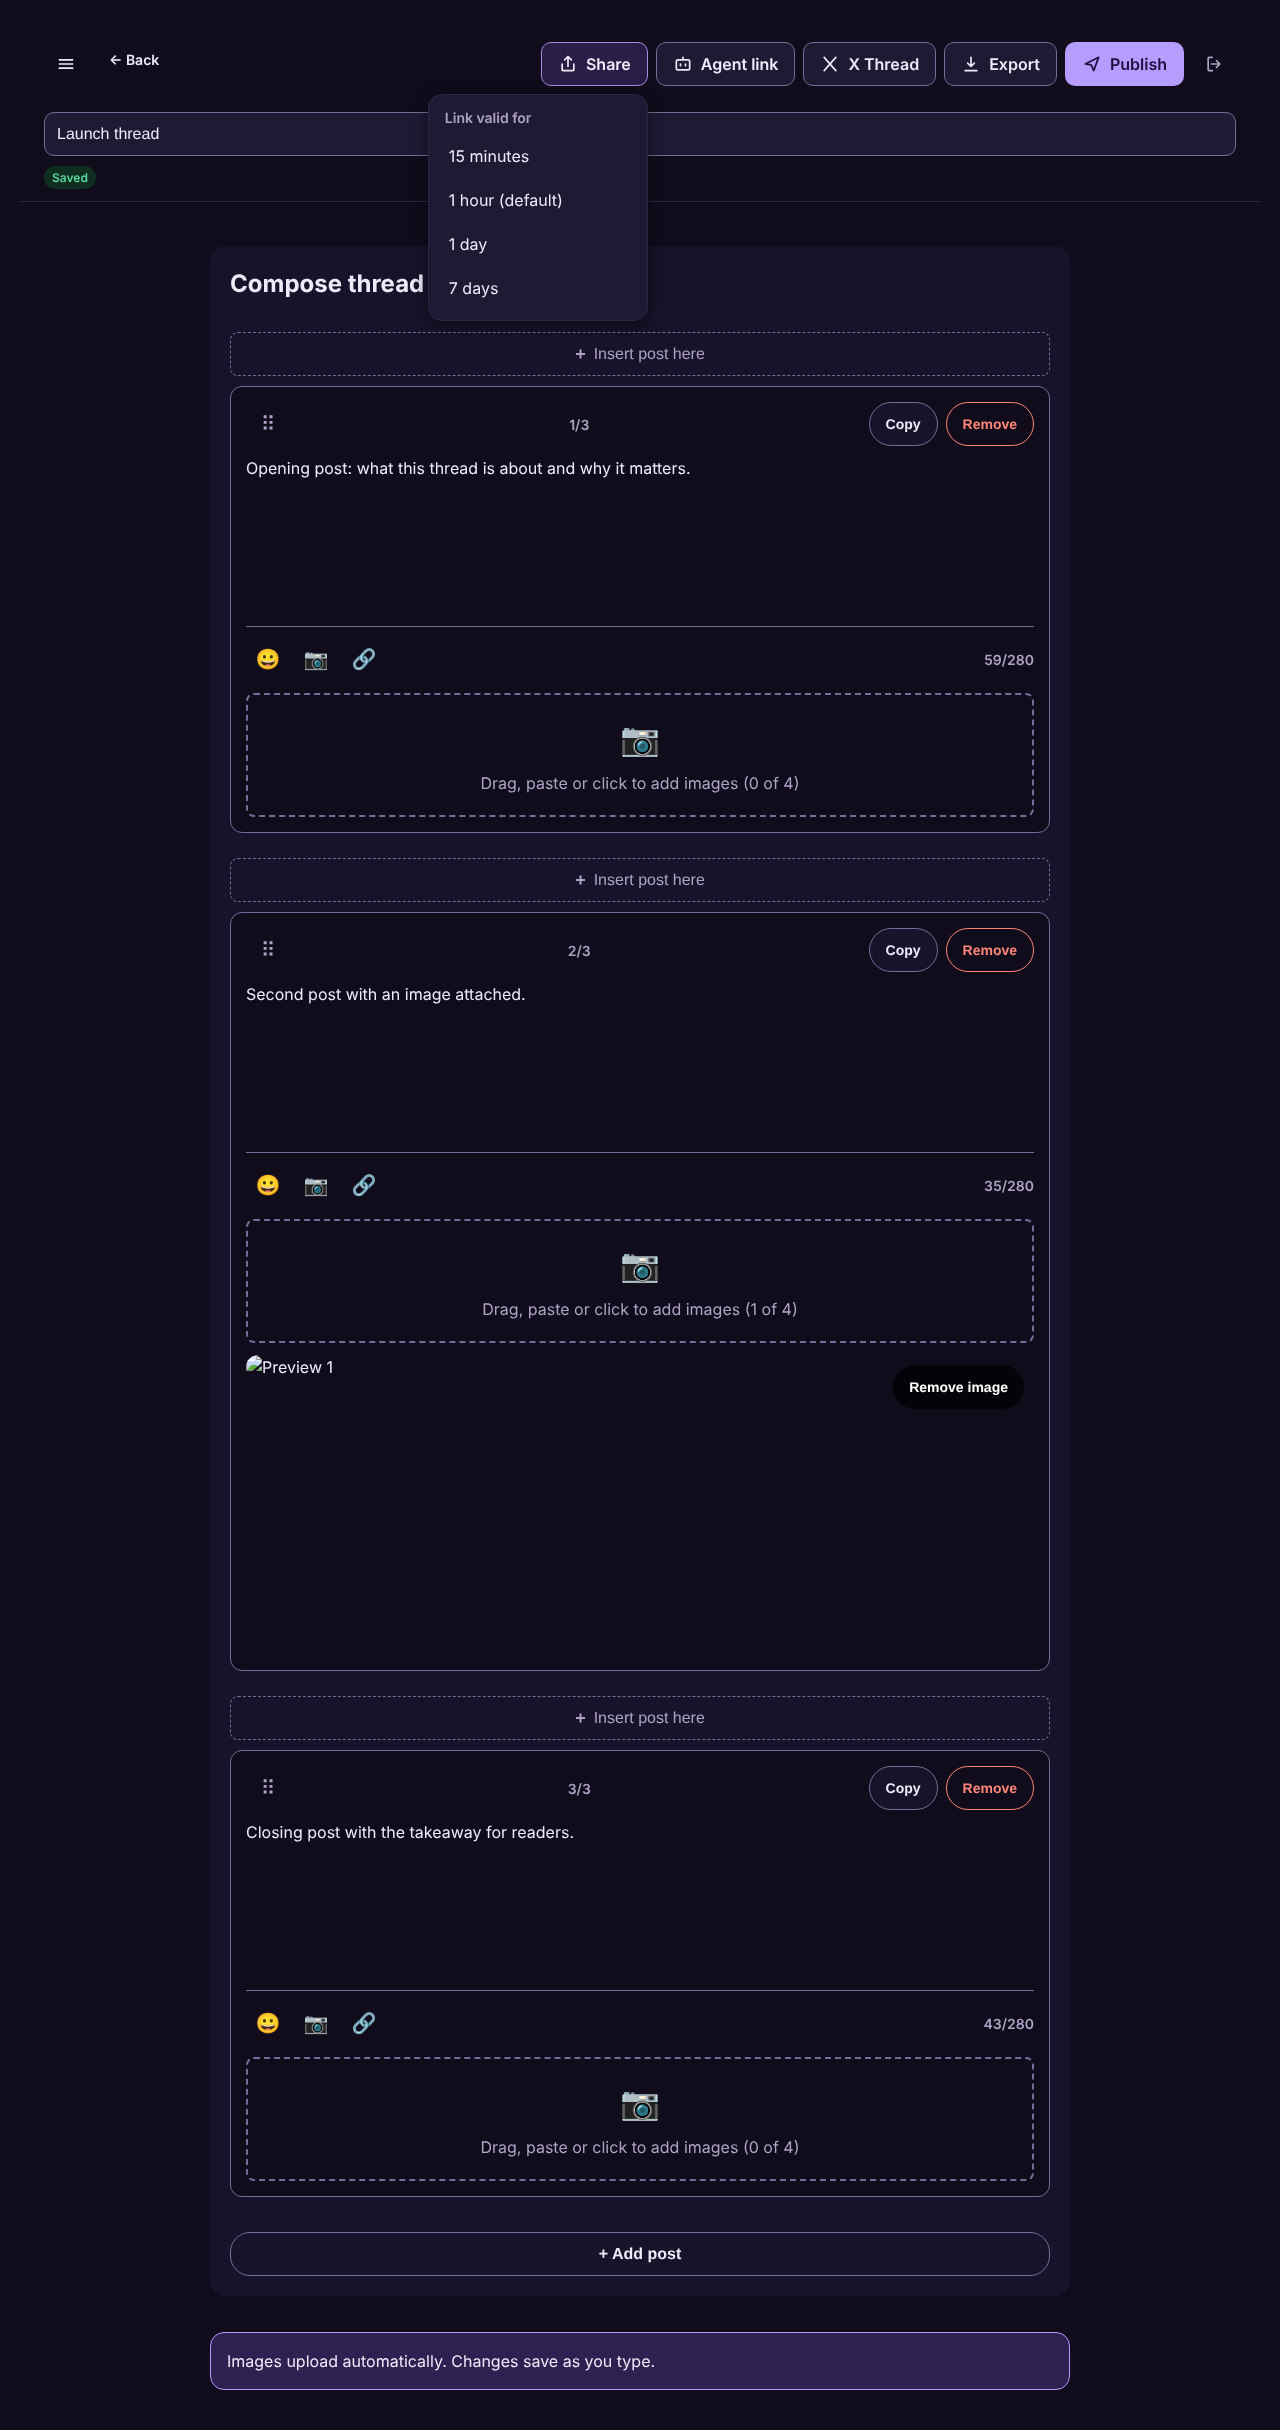 ← Back
Share
Agent link
X Thread
Export
Publish
Link valid for
Launch thread
15 minutes
Saved
1 hour (default)
1 day
7 days
Compose thread
+ Insert post here
1/3
Copy
Remove
Opening post: what this thread is about and why it matters.
59/280
Drag, paste or click to add images (0 of 4)
+ Insert post here
2/3
Copy
Remove
Second post with an image attached.
35/280
Drag, paste or click to add images (1 of 4)
Preview 1
Remove image
+ Insert post here
3/3
Copy
Remove
Closing post with the takeaway for readers.
43/280
Drag, paste or click to add images (0 of 4)
+ Add post
Images upload automatically. Changes save as you type.